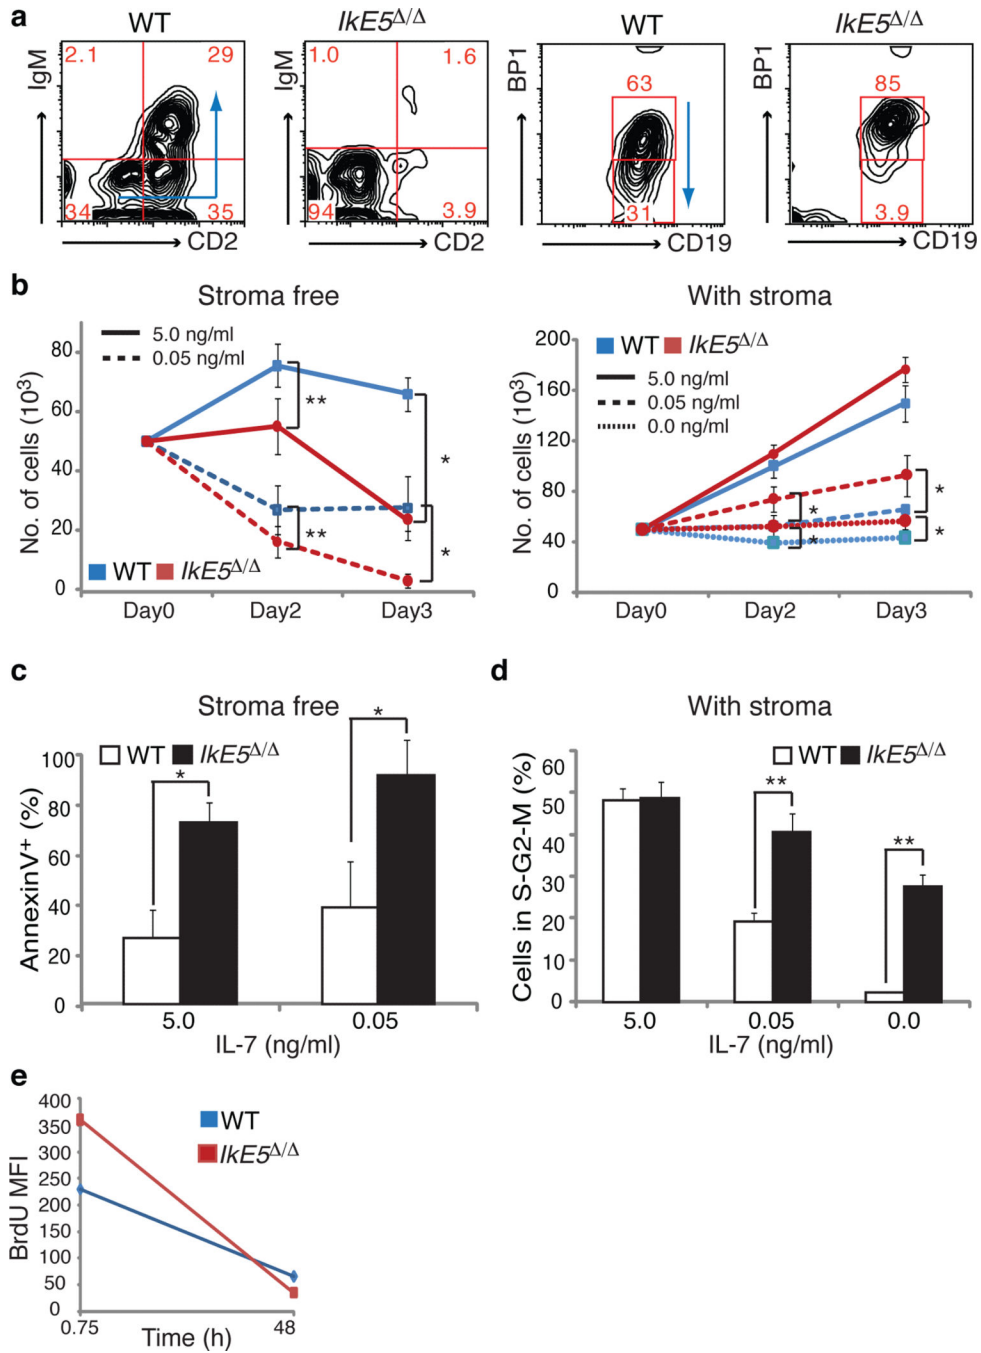 a
WT
IkE5Δ/Δ
WT
IkE5Δ/Δ
IgM
2.1
29
34
35
CD2
IgM
1.0
1.6
94
3.9
CD2
BP1
63
31
CD19
BP1
85
3.9
CD19
b
Stroma free
With stroma
No. of cells (10³)
80
60
40
20
0
5.0 ng/ml
0.05 ng/ml
**
*
**
*
WT IkE5Δ/Δ
Day0 Day2 Day3
No. of cells (10³)
200
160
120
80
40
0
WT IkE5Δ/Δ
5.0 ng/ml
0.05 ng/ml
0.0 ng/ml
*
*
*
*
Day0 Day2 Day3
c
Stroma free
AnnexinV+ (%)
100
80
60
40
20
0
WT IkE5Δ/Δ
*
*
5.0 0.05
IL-7 (ng/ml)
d
With stroma
Cells in S-G2-M (%)
60
50
40
30
20
10
0
WT IkE5Δ/Δ
**
**
5.0 0.05 0.0
IL-7 (ng/ml)
e
BrdU MFI
400
350
300
250
200
150
100
50
0
WT
IkE5Δ/Δ
0.75 48
Time (h)